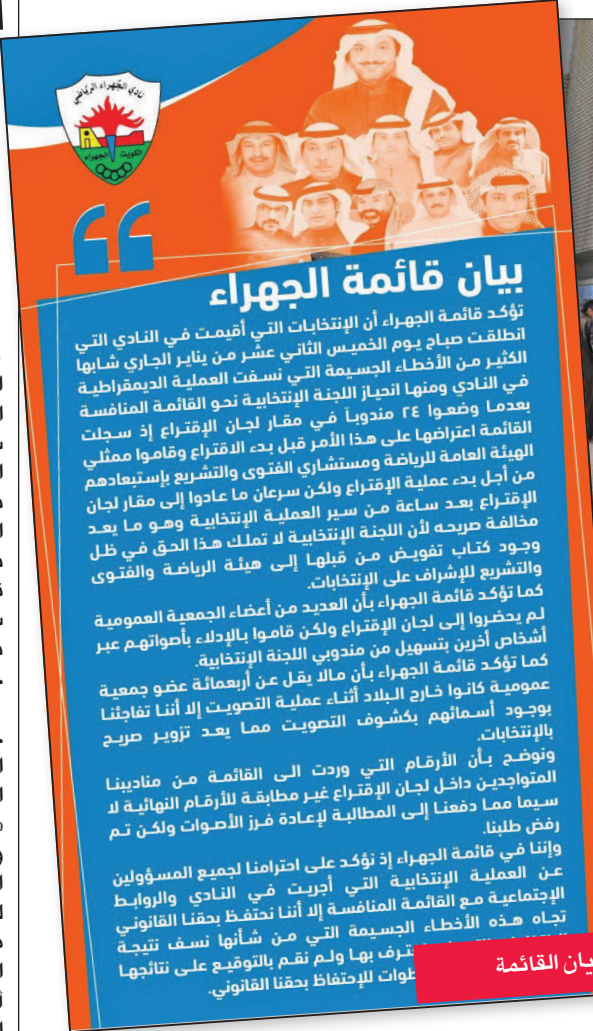 نادي الجهراء الرياضي
الكويت
الجهراء
بيان قائمة الجهراء
تؤكد قائمة الجهراء أن الإنتخابات التي أقيمت في النادي التي
انطلقت صباح يوم الخميس الثاني عشر من يناير الجاري شابها
الكثير من الأخطاء الجسيمة التي نسفت العملية الديمقراطية
في النادي ومنها انحياز اللجنة الإنتخابية نحو القائمة المنافسة
بعدما وضعوا ٢٤ مندوباً في مقار لجان الإقتراع إذ سجلت
القائمة اعتراضها على هذا الأمر قبل بدء الاقتراع وقاموا ممثلي
الهيئة العامة للرياضة ومستشاري الفتوى والتشريع بإستبعادهم
من أجل بدء عملية الإقتراع ولكن سرعان ما عادوا إلى مقار لجان
الإقتراع بعد ساعة من سير العملية الإنتخابية وهو ما يعد
مخالفة صريحه لأن اللجنة الإنتخابية لا تملك هذا الحق في ظل
وجود كتاب تفويض من قبلها إلى هيئة الرياضة والفتوى
والتشريع للإشراف على الإنتخابات.
كما تؤكد قائمة الجهراء بأن العديد من أعضاء الجمعية العمومية
لم يحضروا إلى لجان الإقتراع ولكن قاموا بالإدلاء بأصواتهم عبر
أشخاص أخرين بتسهيل من مندوبي اللجنة الإنتخابية.
كما تؤكد قائمة الجهراء بأن مالا يقل عن أربعمائة عضو جمعية
عمومية كانوا خارج البلاد أثناء عملية التصويت إلا أننا تفاجئنا
بوجود أسمائهم بكشوف التصويت مما يعد تزوير صريح
بالإنتخابات.
ونوضح بأن الأرقام التي وردت الى القائمة من مناديبنا
المتواجدين داخل لجان الإقتراع غير مطابقة للأرقام النهائية لا
سيما مما دفعنا إلى المطالبة لإعادة فرز الأصوات ولكن تم
رفض طلبنا.
وإننا في قائمة الجهراء إذ نؤكد على احترامنا لجميع المسؤولين
عن العملية الإنتخابية التي أجريت في النادي والروابط
الإجتماعية مع القائمة المنافسة إلا أننا نحتفظ بحقنا القانوني
تجاه هذه الأخطاء الجسيمة التي من شأنها نسف نتيجة
بها ولم نقم بالتوقيع على نتائجها
للإحتفاظ بحقنا القانوني.
القائمة